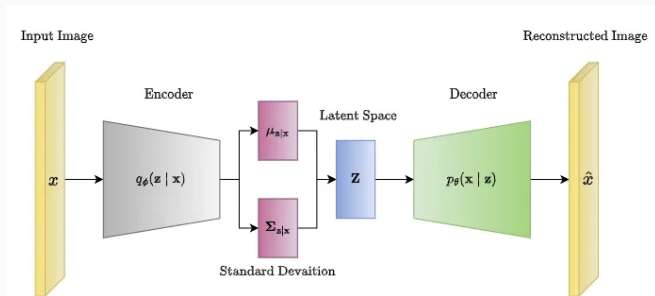 Input Image
Reconstructed Image
Encoder
Decoder
Latent Space
x
qϕ(z | x)
μz|x
Σz|x
Z
pθ(x | z)
x̂
Standard Devaition